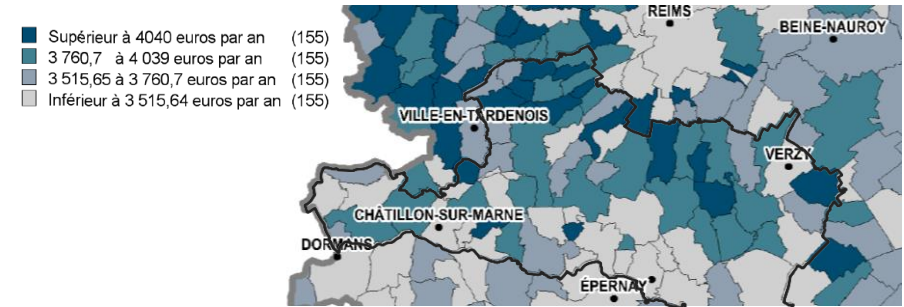 Supérieur à 4040 euros par an (155)
3 760,7 à 4 039 euros par an (155)
3 515,65 à 3 760,7 euros par an (155)
Inférieur à 3 515,64 euros par an (155)
REIMS
BEINE-NAUROY
VILLE-EN-TARDENOIS
VERZY
CHÂTILLON-SUR-MARNE
DORMANS
ÉPERNAY